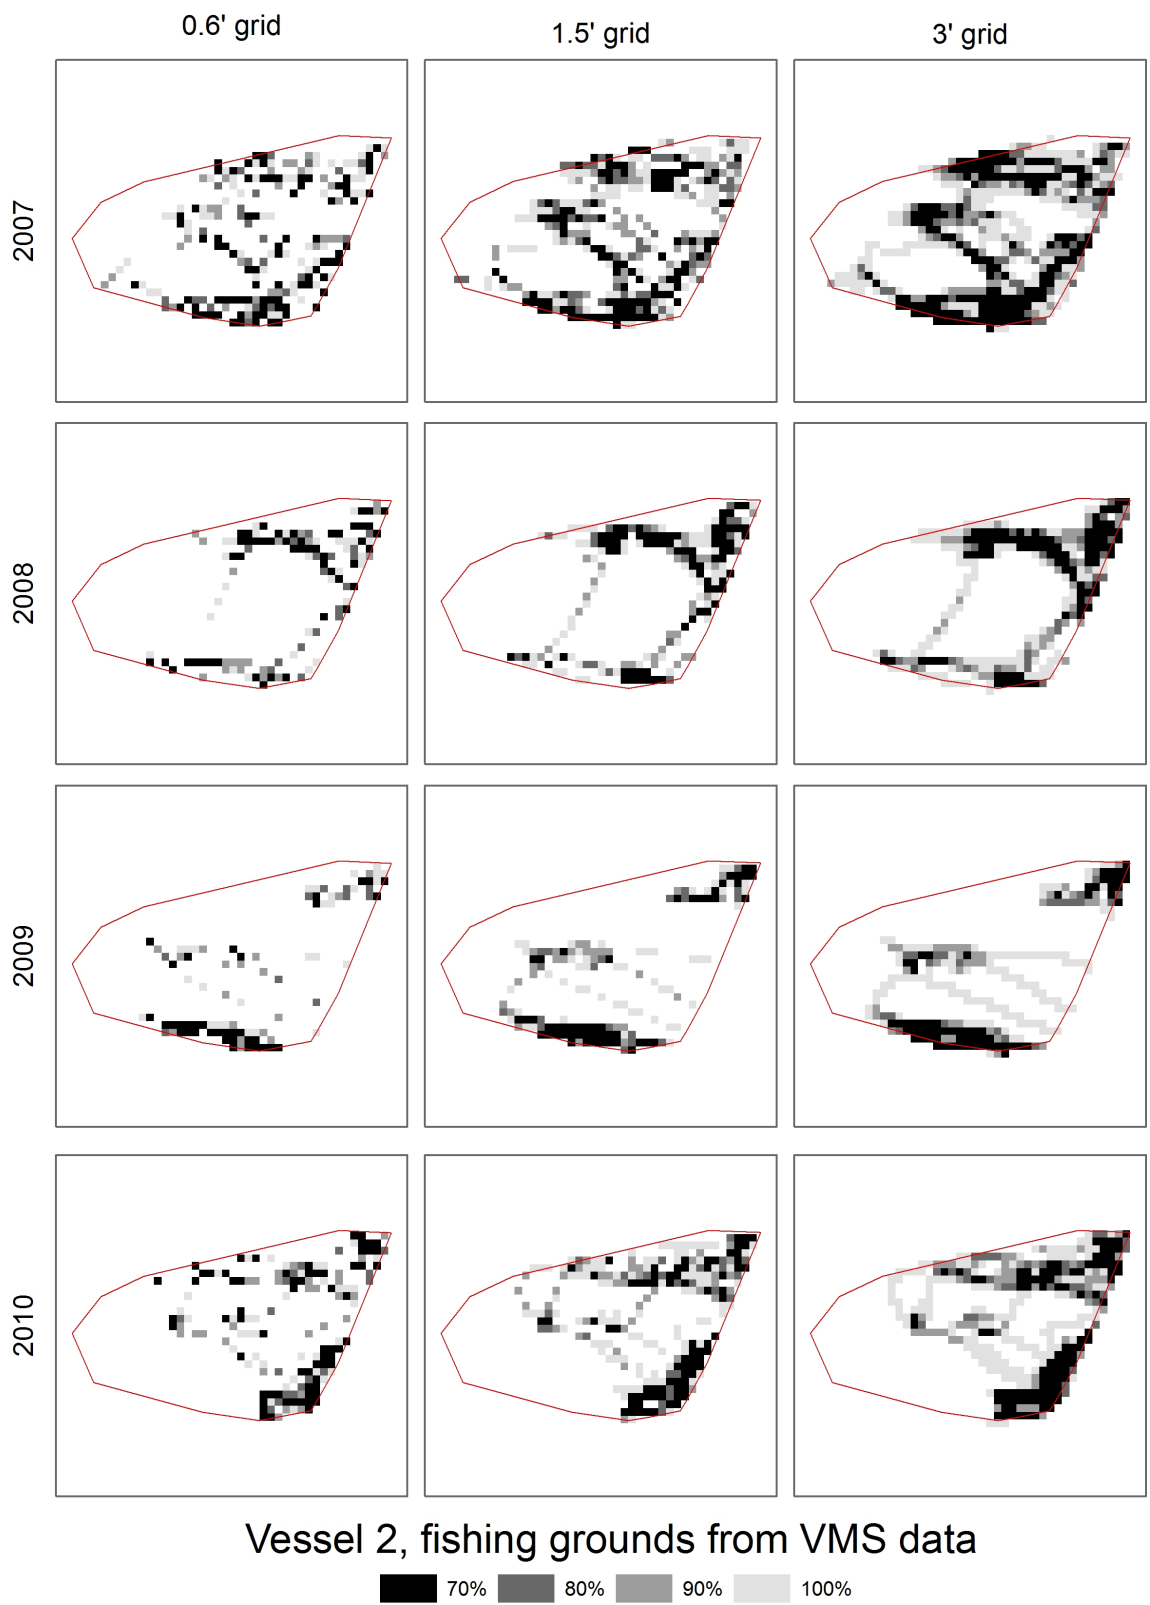 0.6' grid
1.5' grid
3' grid
2007
2008
2009
2010
Vessel 2, fishing grounds from VMS data
70% 80% 90% 100%